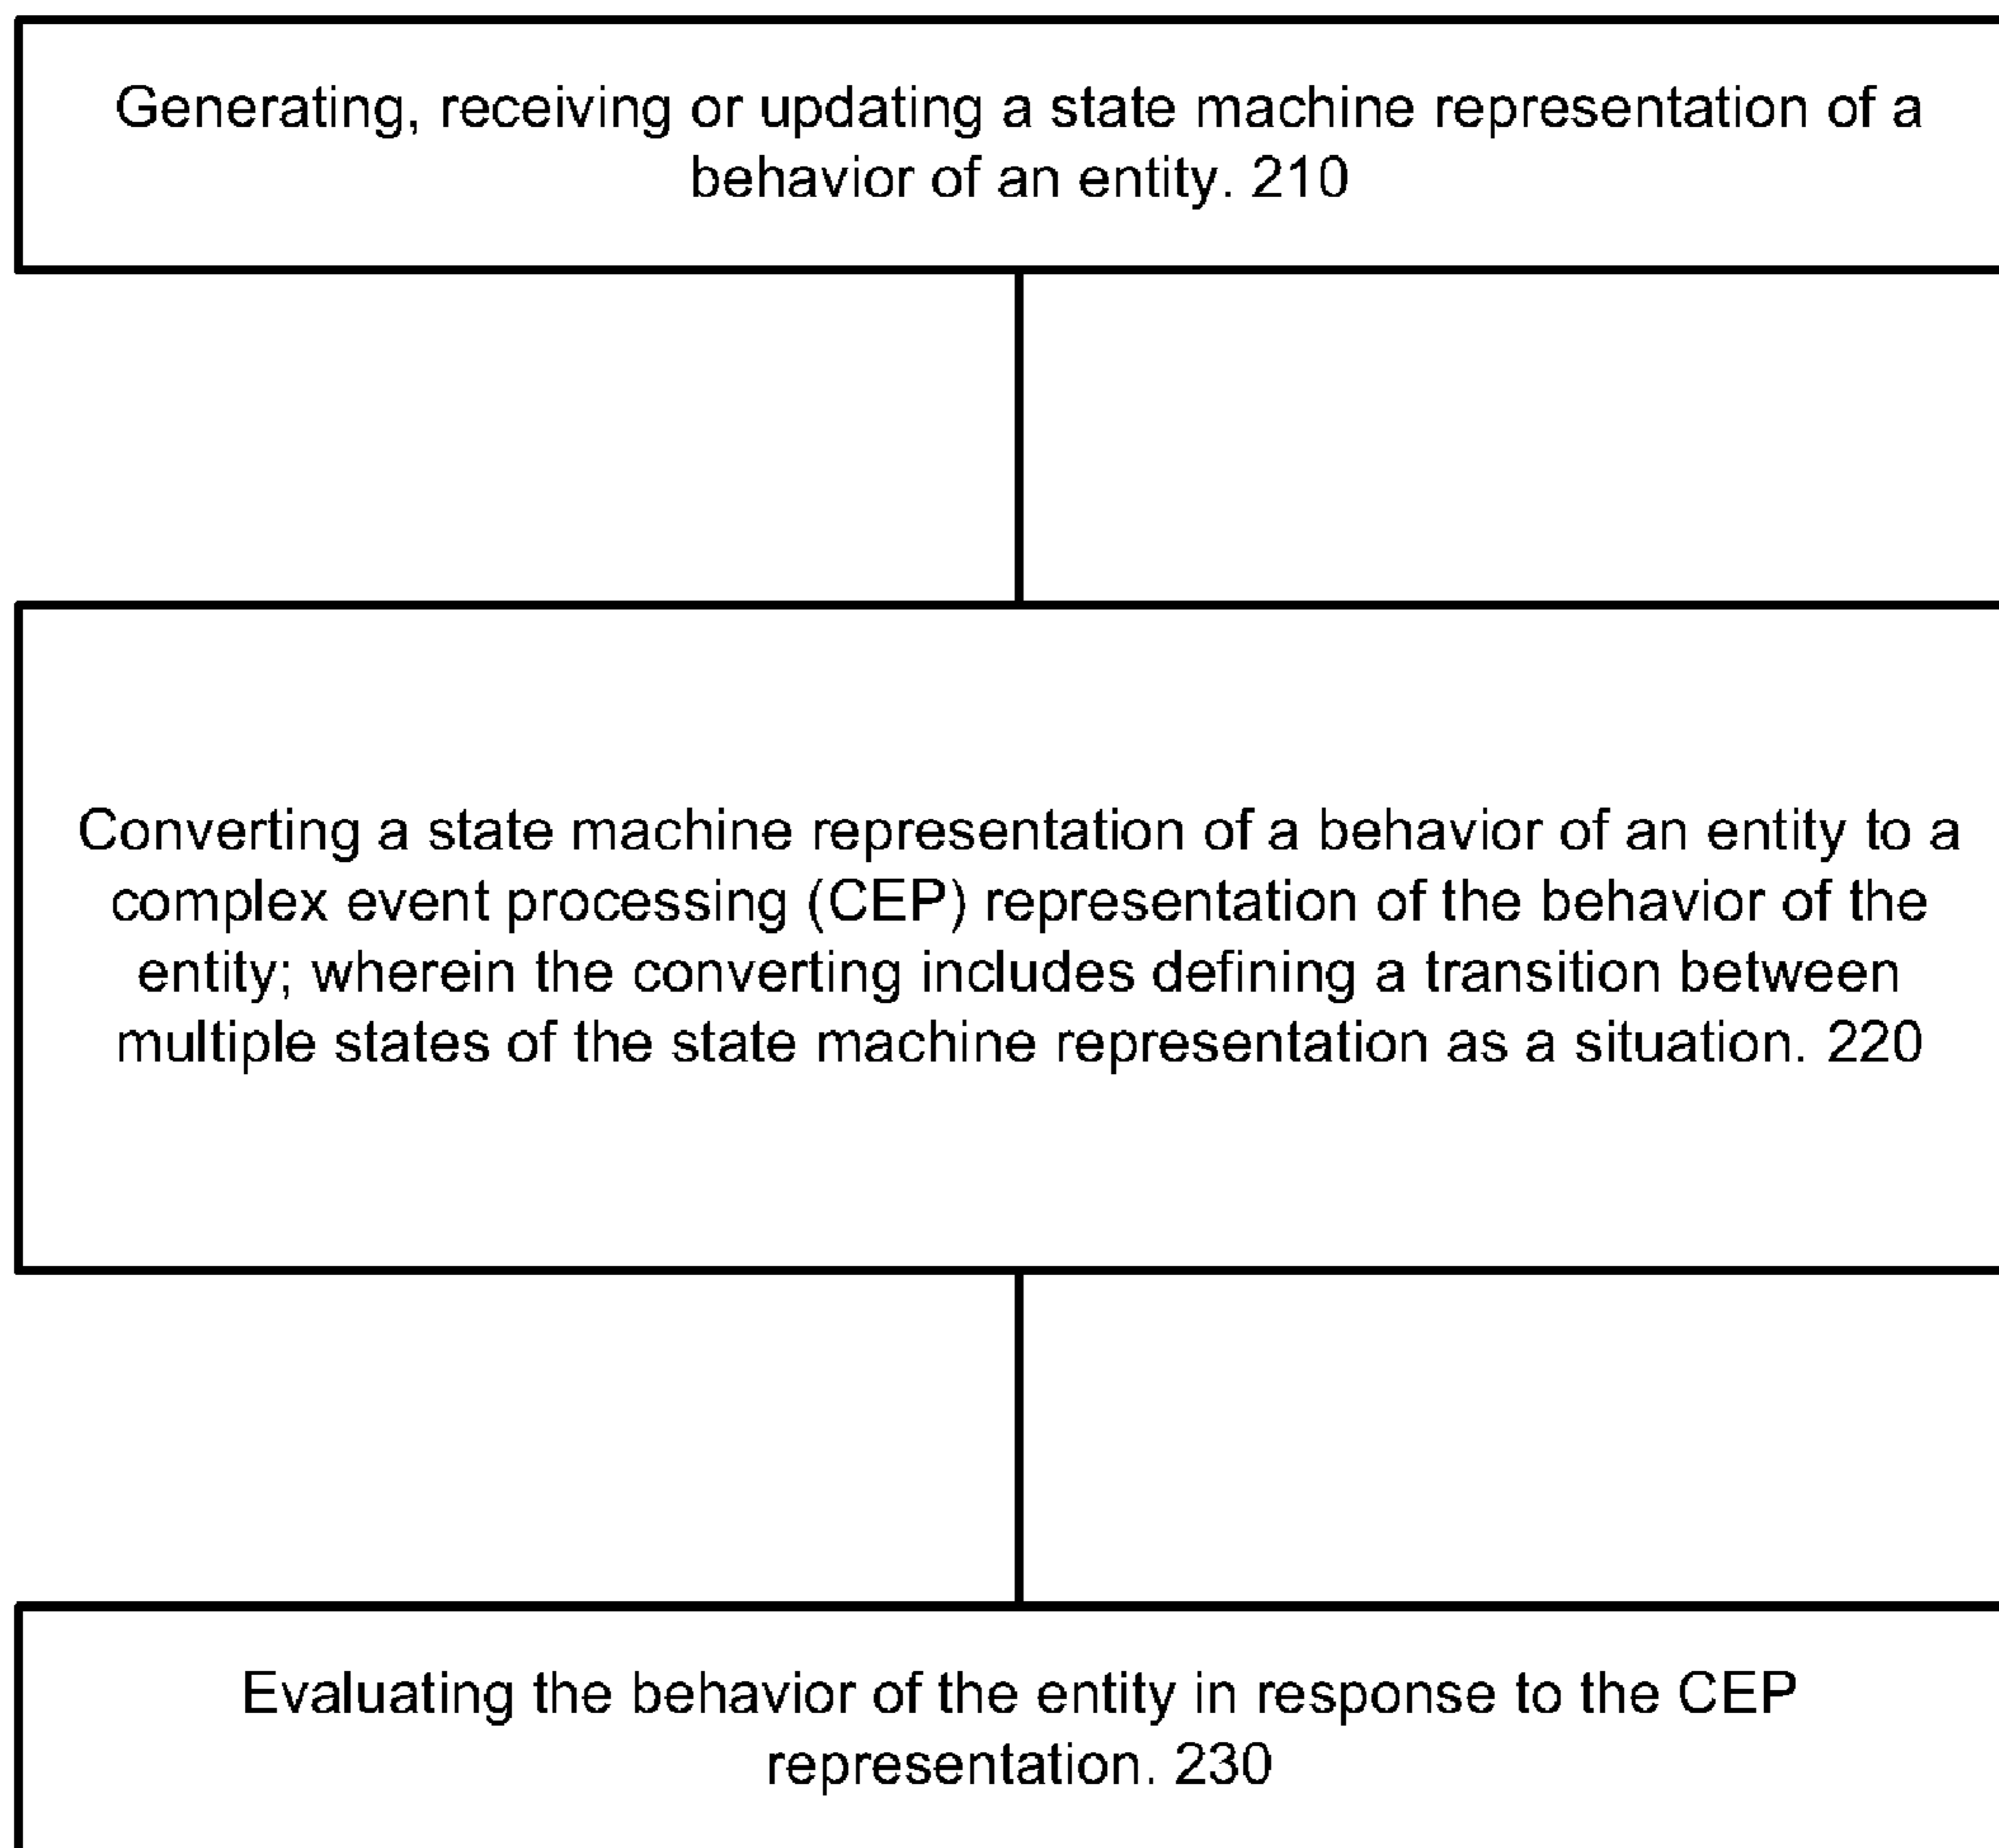 Generating, receiving or updating a state machine representation of a
behavior of an entity. 210
Converting a state machine representation of a behavior of an entity to a
complex event processing (CEP) representation of the behavior of the
entity; wherein the converting includes defining a transition between
multiple states of the state machine representation as a situation. 220
Evaluating the behavior of the entity in response to the CEP
representation. 230